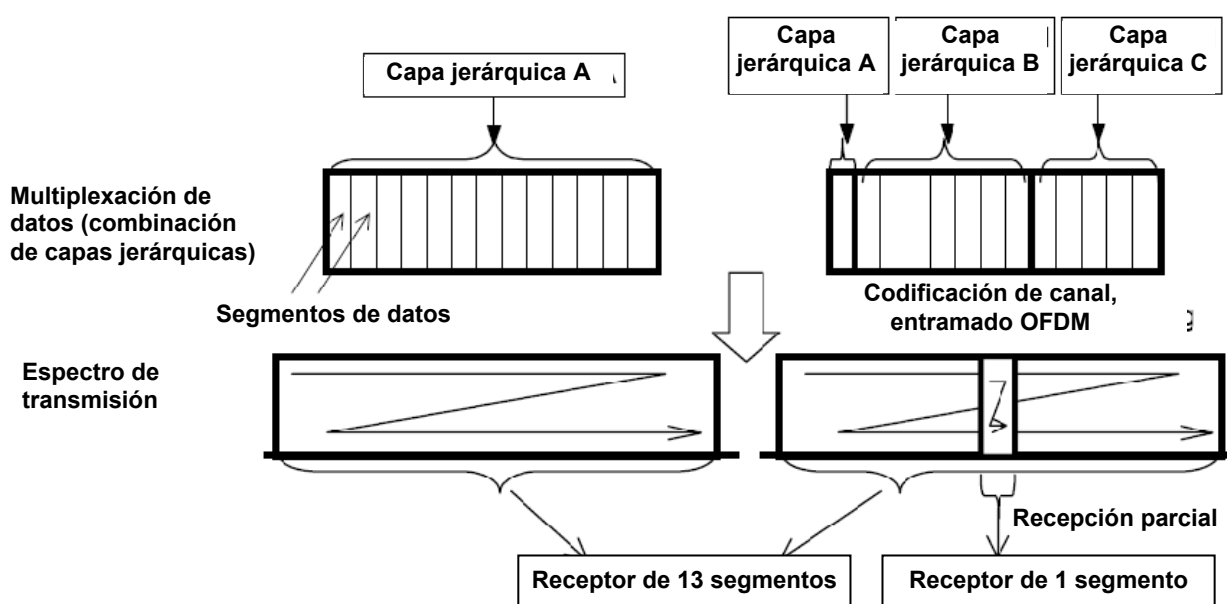 Capa jerárquica A
Capa
jerárquica A
Capa
jerárquica B
Capa
jerárquica C
Multiplexación de
datos (combinación
de capas jerárquicas)
Segmentos de datos
Codificación de canal,
entramado OFDM
Espectro de
transmisión
Recepción parcial
Receptor de 13 segmentos
Receptor de 1 segmento